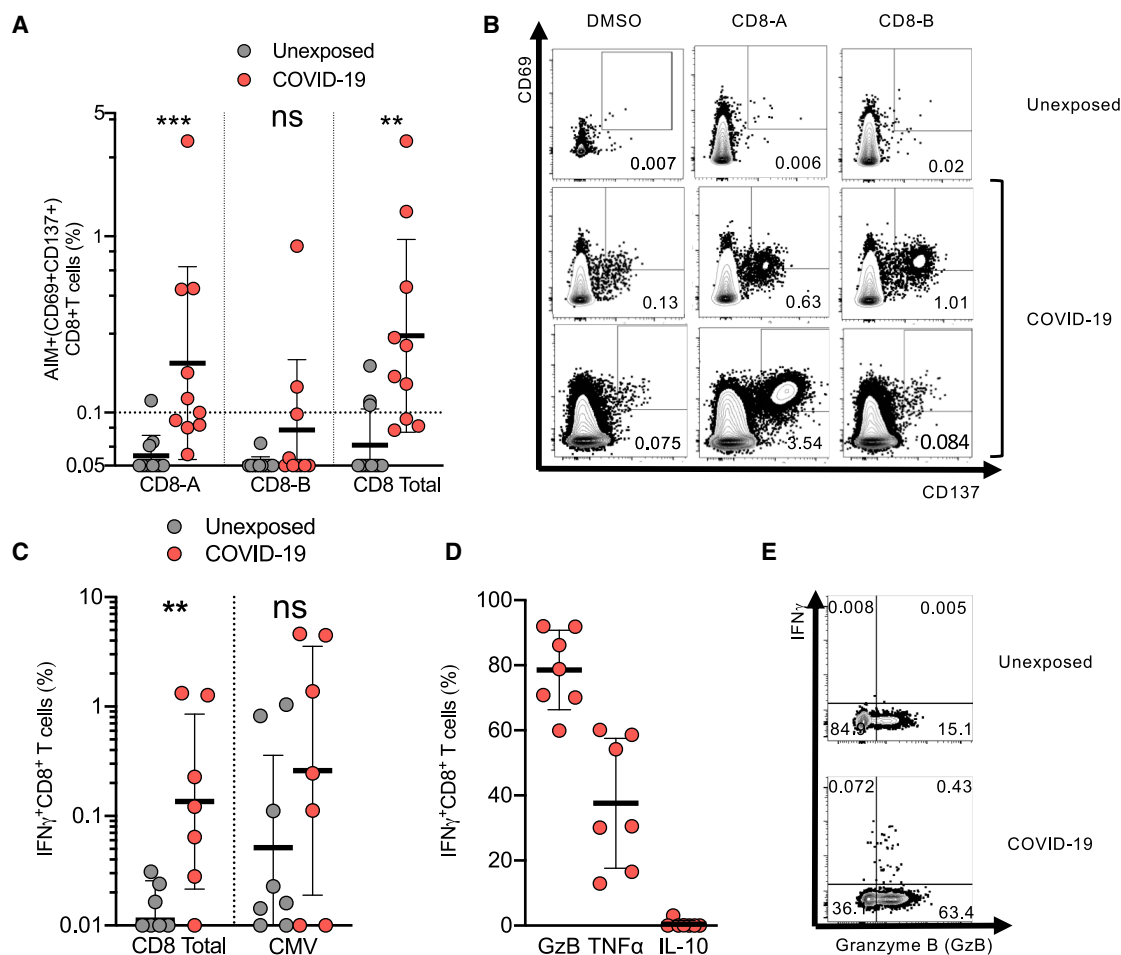 A
Unexposed
COVID-19
AIM+(CD69+CD137+)
CD8+T cells (%)
5
1
0.1
0.05
***
ns
**
CD8-A
CD8-B
CD8 Total
B
DMSO
CD8-A
CD8-B
CD69
0.007
0.006
0.02
Unexposed
0.13
0.63
1.01
COVID-19
0.075
3.54
0.084
CD137
C
Unexposed
COVID-19
IFNγ+CD8+ T cells (%)
10
1
0.1
0.01
**
ns
CD8 Total
CMV
D
IFNγ+CD8+ T cells (%)
100
80
60
40
20
0
GzB
TNFα
IL-10
E
IFNγ
0.008
0.005
Unexposed
84.9
15.1
0.072
0.43
COVID-19
36.1
63.4
Granzyme B (GzB)